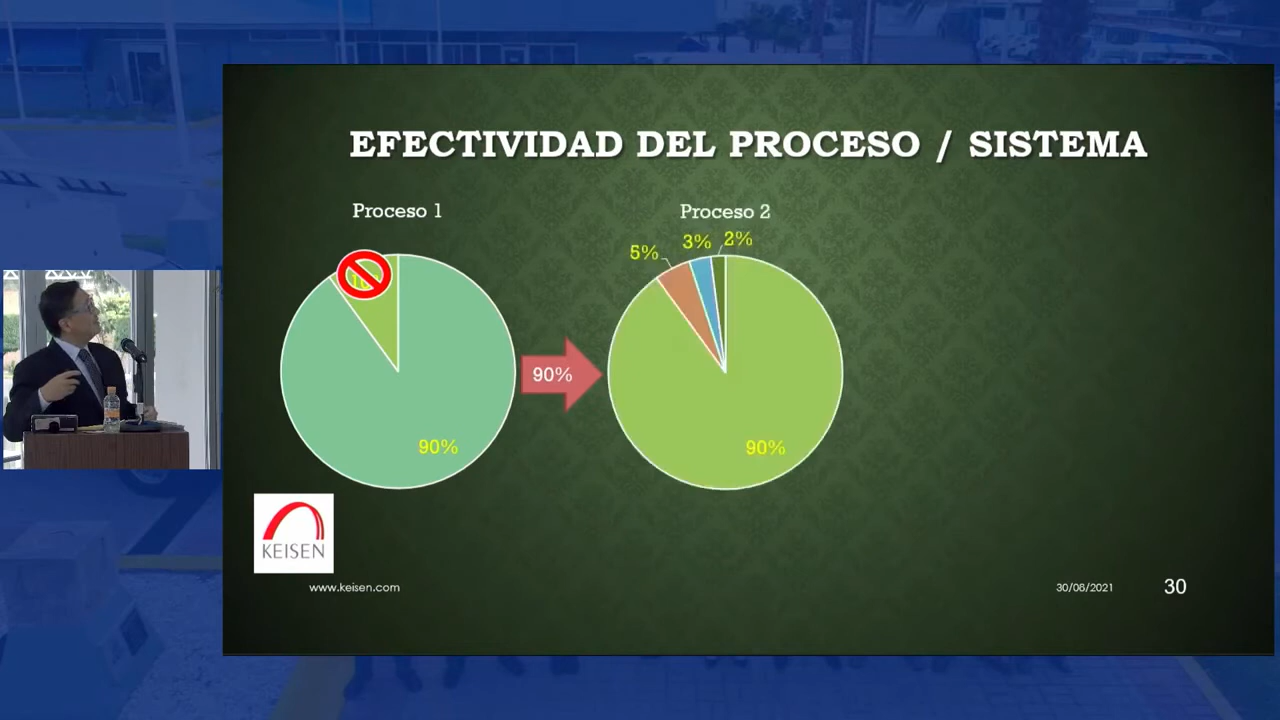 EFECTIVIDAD DEL PROCESO / SISTEMA
Proceso 1
90%
90%
Proceso 2
5%
3%
2%
90%
KEISEN
www.keisen.com
30/08/2021
30